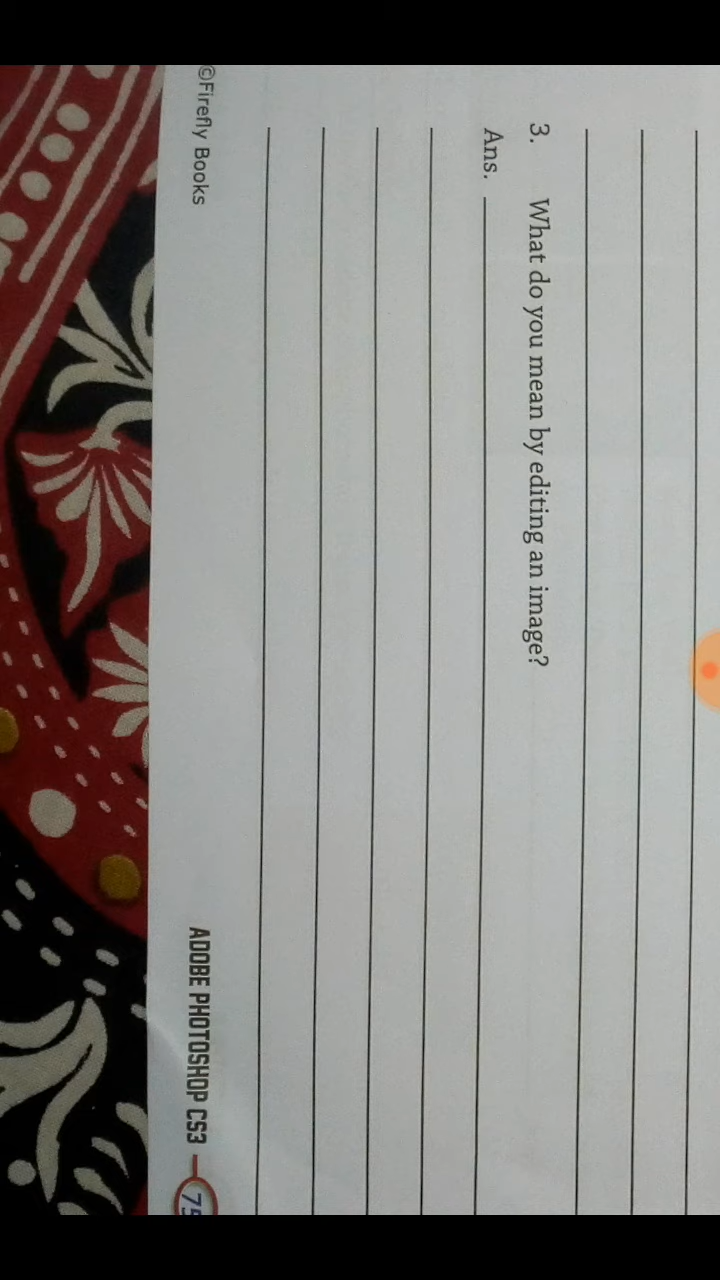 3. What do you mean by editing an image?
Ans.
©Firefly Books
ADOBE PHOTOSHOP CS3